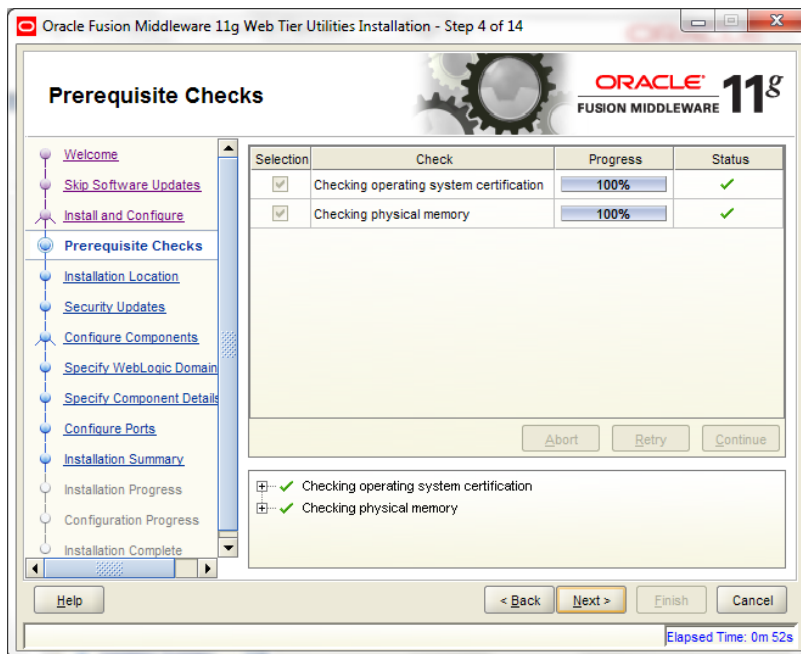 Oracle Fusion Middleware 11g Web Tier Utilities Installation - Step 4 of 14
Prerequisite Checks
ORACLE
FUSION MIDDLEWARE
11g
Welcome
Skip Software Updates
Install and Configure
Prerequisite Checks
Installation Location
Security Updates
Configure Components
Specify WebLogic Domain
Specify Component Details
Configure Ports
Installation Summary
Installation Progress
Configuration Progress
Installation Complete
Selection Check Progress Status
Checking operating system certification 100%
Checking physical memory 100%
Abort Retry Continue
Checking operating system certification
Checking physical memory
Help < Back Next > Finish Cancel
Elapsed Time: 0m 52s